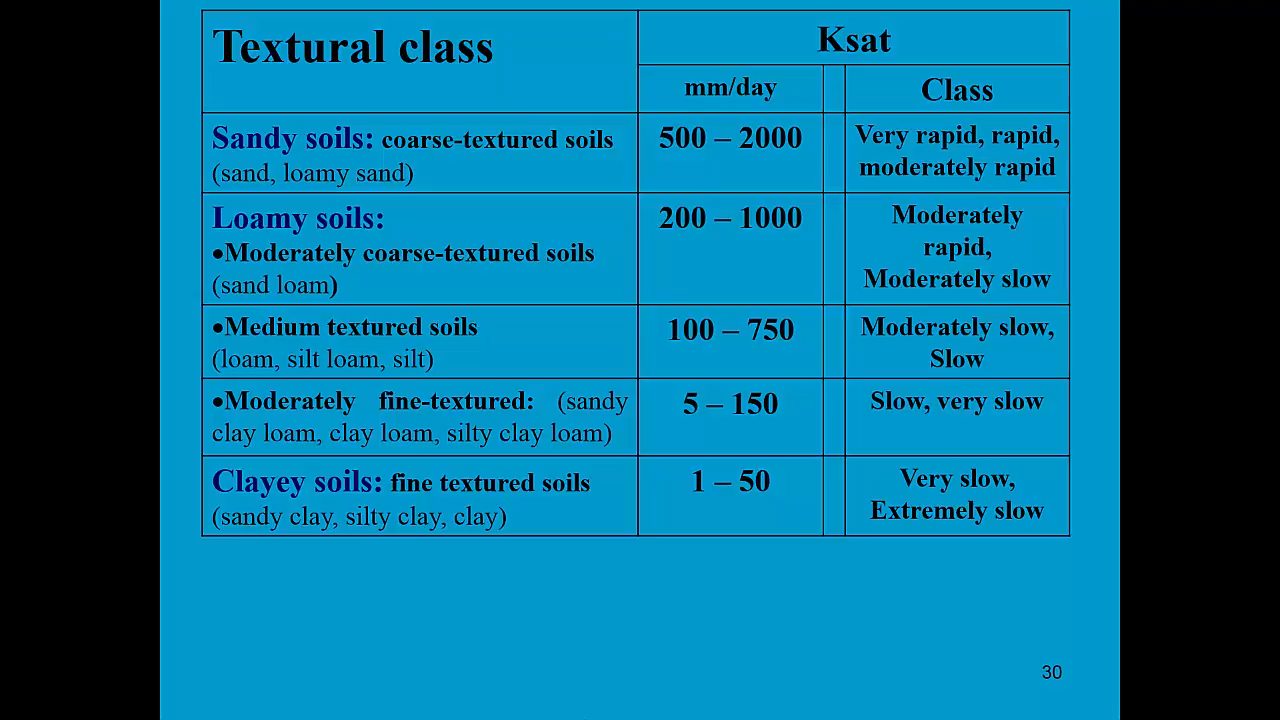 Textural class
Ksat
mm/day
Class
Sandy soils: coarse-textured soils
(sand, loamy sand)
500 – 2000
Very rapid, rapid,
moderately rapid
Loamy soils:
•Moderately coarse-textured soils
(sand loam)
200 – 1000
Moderately
rapid,
Moderately slow
•Medium textured soils
(loam, silt loam, silt)
100 – 750
Moderately slow,
Slow
•Moderately fine-textured: (sandy
clay loam, clay loam, silty clay loam)
5 – 150
Slow, very slow
Clayey soils: fine textured soils
(sandy clay, silty clay, clay)
1 – 50
Very slow,
Extremely slow
30